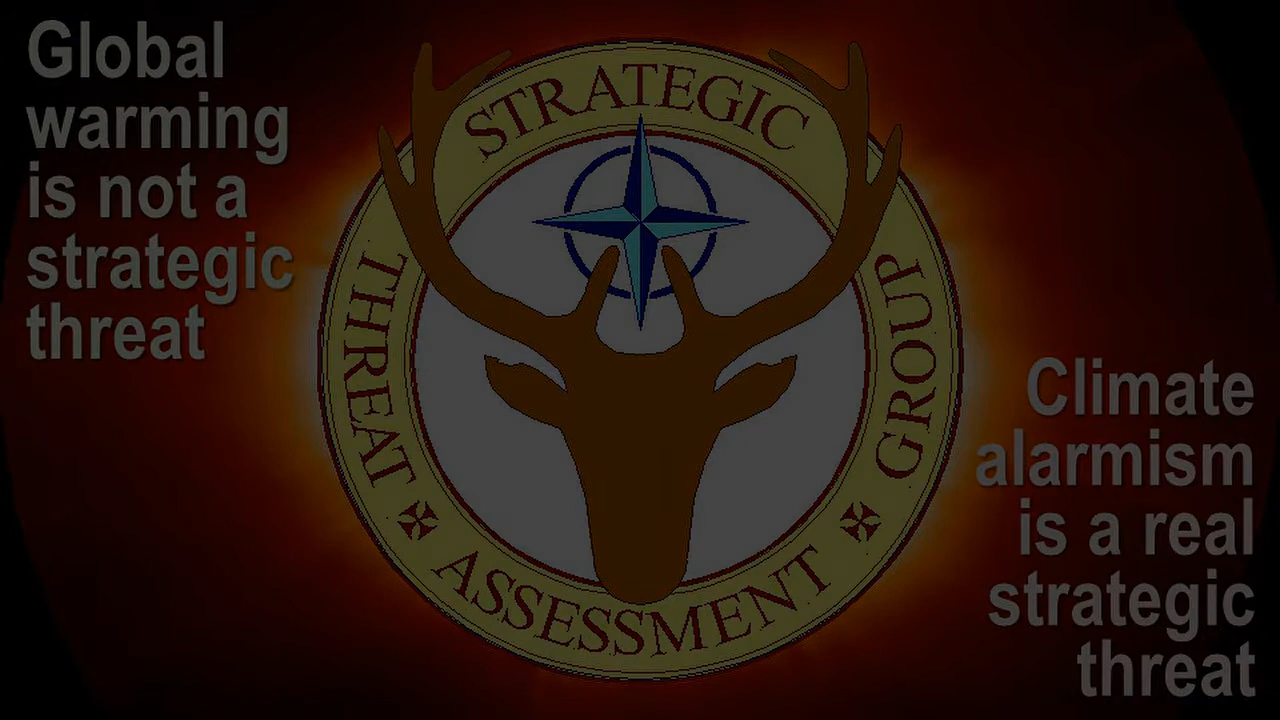 Global
warming
is not a
strategic
threat
STRATEGIC
THREAT
GROUP
ASSESSMENT
Climate
alarmism
is a real
strategic
threat